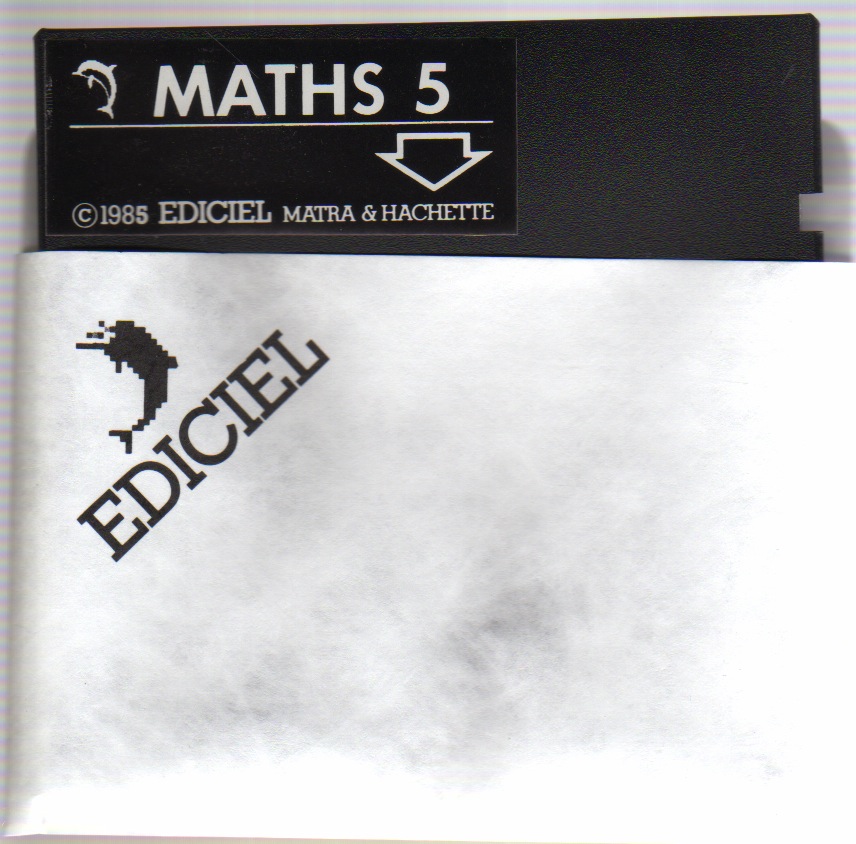 MATHS 5
©1985 EDICIEL MATRA & HACHETTE
EDICIEL